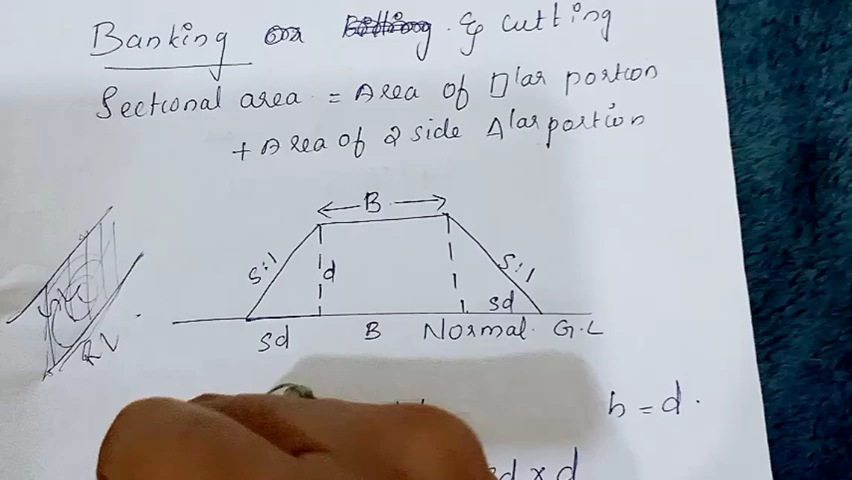 Banking or & cutting
Sectional area = Area of ▯lar portion
+ Area of 2 side Δlar portion
B
S:1 d S:1
sd
Sd B Normal. G.L
h = d.
d x d